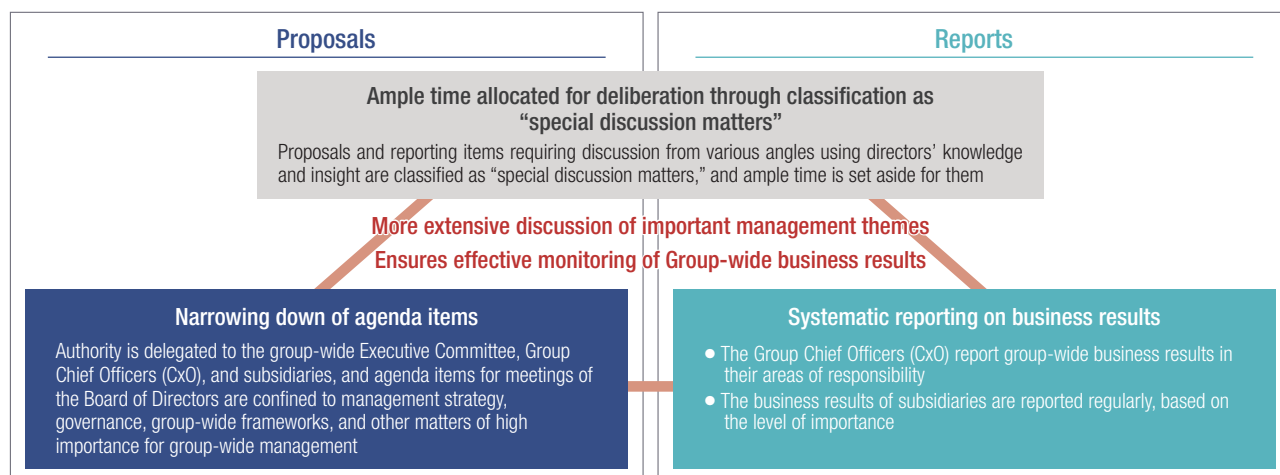 Proposals
Reports
Ample time allocated for deliberation through classification as
“special discussion matters”
Proposals and reporting items requiring discussion from various angles using directors’ knowledge
and insight are classified as “special discussion matters,” and ample time is set aside for them
More extensive discussion of important management themes
Ensures effective monitoring of Group-wide business results
Narrowing down of agenda items
Authority is delegated to the group-wide Executive Committee, Group
Chief Officers (CxO), and subsidiaries, and agenda items for meetings of
the Board of Directors are confined to management strategy,
governance, group-wide frameworks, and other matters of high
importance for group-wide management
Systematic reporting on business results
● The Group Chief Officers (CxO) report group-wide business results in
their areas of responsibility
● The business results of subsidiaries are reported regularly, based on
the level of importance